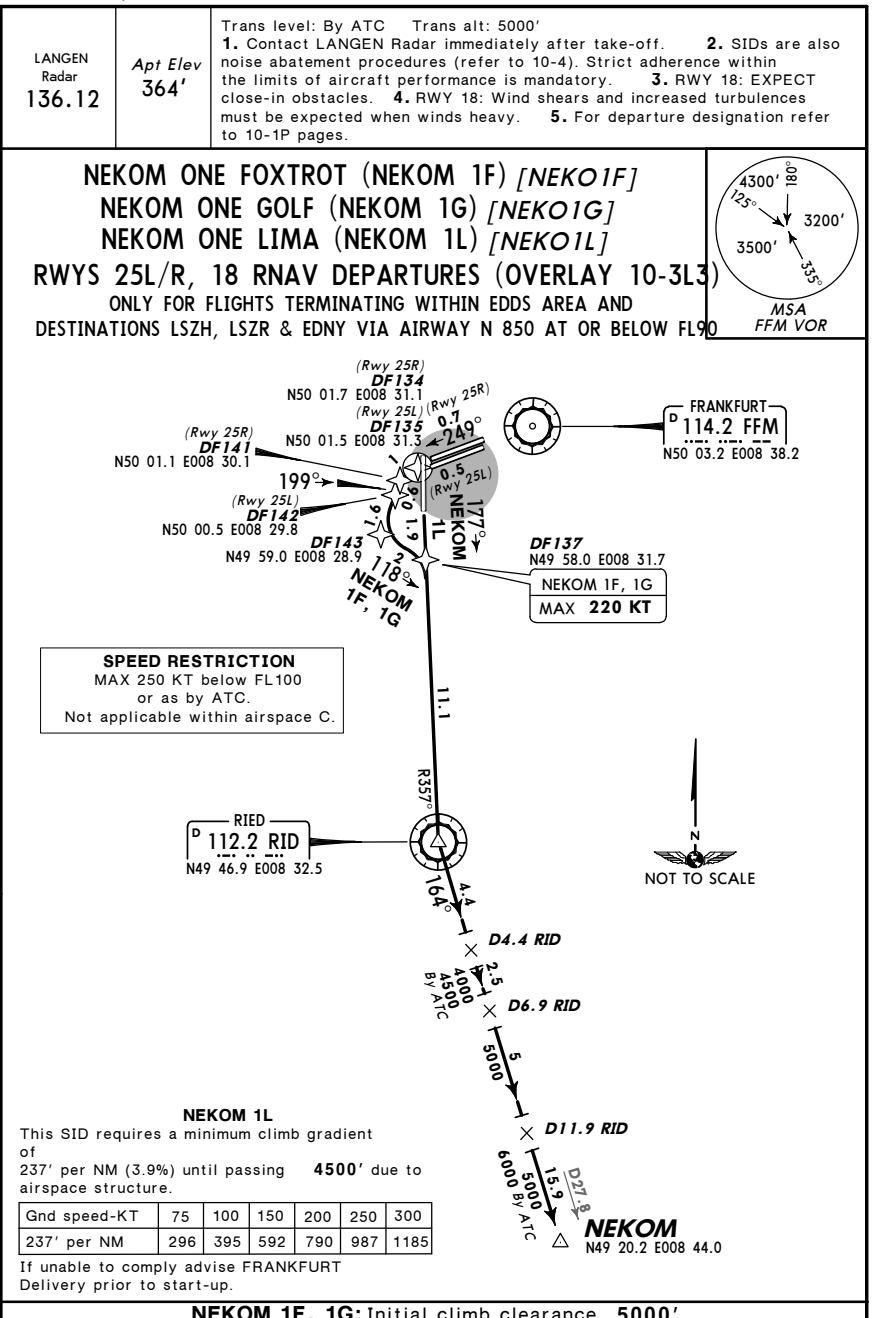 LANGEN
Radar
136.12
Apt Elev
364'
Trans level: By ATC Trans alt: 5000'
1. Contact LANGEN Radar immediately after take-off. 2. SIDs are also
noise abatement procedures (refer to 10-4). Strict adherence within
the limits of aircraft performance is mandatory. 3. RWY 18: EXPECT
close-in obstacles. 4. RWY 18: Wind shears and increased turbulences
must be expected when winds heavy. 5. For departure designation refer
to 10-1P pages.
NEKOM ONE FOXTROT (NEKOM 1F) [NEKO1F]
NEKOM ONE GOLF (NEKOM 1G) [NEKO1G]
NEKOM ONE LIMA (NEKOM 1L) [NEKO1L]
RWYS 25L/R, 18 RNAV DEPARTURES (OVERLAY 10-3L3)
ONLY FOR FLIGHTS TERMINATING WITHIN EDDS AREA AND
DESTINATIONS LSZH, LSZR & EDNY VIA AIRWAY N 850 AT OR BELOW FL90
4300'
180°
125°
3200'
3500'
335°
MSA
FFM VOR
(Rwy 25R)
DF134
N50 01.7 E008 31.1
(Rwy 25L)
DF135
N50 01.5 E008 31.3
(Rwy 25R)
0.7
249°
(Rwy 25R)
DF141
N50 01.1 E008 30.1
FRANKFURT
D 114.2 FFM
N50 03.2 E008 38.2
1
0.5
(Rwy 25L)
199°
(Rwy 25L)
DF142
N50 00.5 E008 29.8
0.6
1.6
1.9
NEKOM
1L
177°
DF143
N49 59.0 E008 28.9
2
118°
NEKOM
1F, 1G
DF137
N49 58.0 E008 31.7
NEKOM 1F, 1G
MAX 220 KT
SPEED RESTRICTION
MAX 250 KT below FL100
or as by ATC.
Not applicable within airspace C.
11.1
R357°
RIED
D 112.2 RID
N49 46.9 E008 32.5
N
NOT TO SCALE
164°
4.4
D4.4 RID
2.5
4000
4500
By ATC
D6.9 RID
5
5000
D11.9 RID
15.9
5000
6000 By ATC
D27.8
NEKOM
N49 20.2 E008 44.0
NEKOM 1L
This SID requires a minimum climb gradient
of
237' per NM (3.9%) until passing 4500' due to
airspace structure.
Gnd speed-KT 75 100 150 200 250 300
237' per NM 296 395 592 790 987 1185
If unable to comply advise FRANKFURT
Delivery prior to start-up.
NEKOM 1F, 1G: Initial climb clearance 5000'